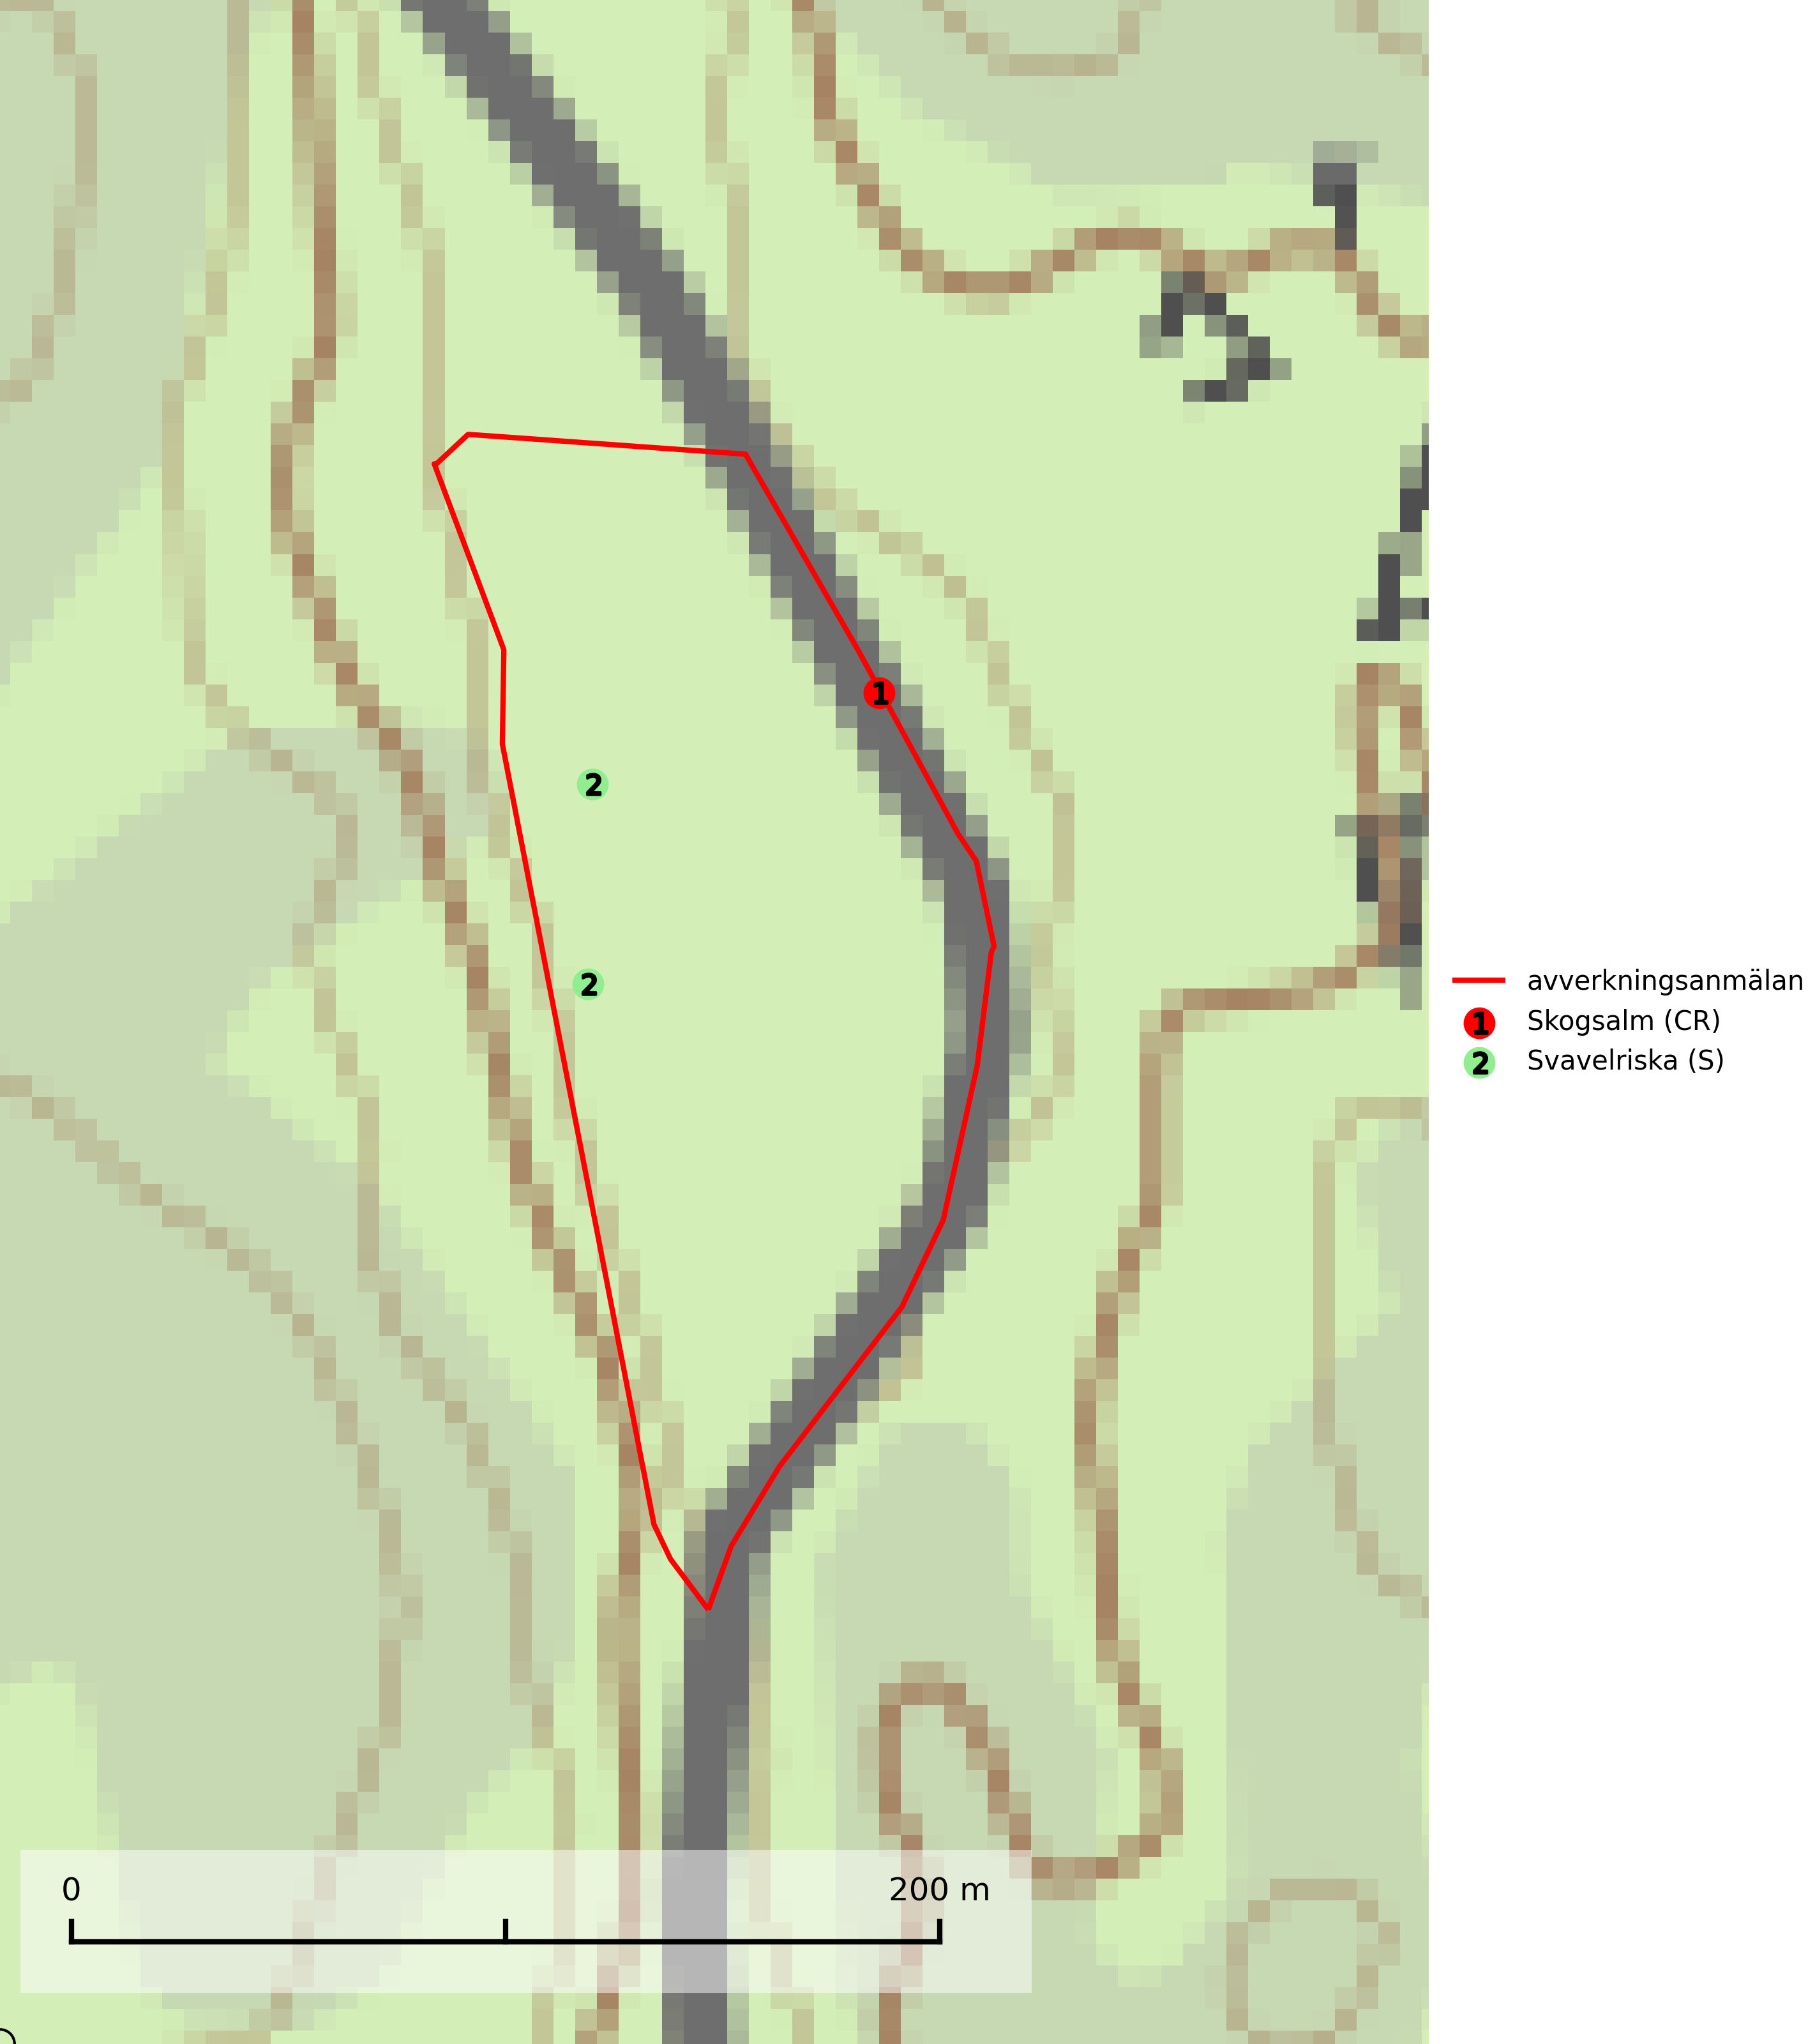 1
2
2
avverkningsanmälan
1 Skogsalm (CR)
2 Svavelriska (S)
0 200 m